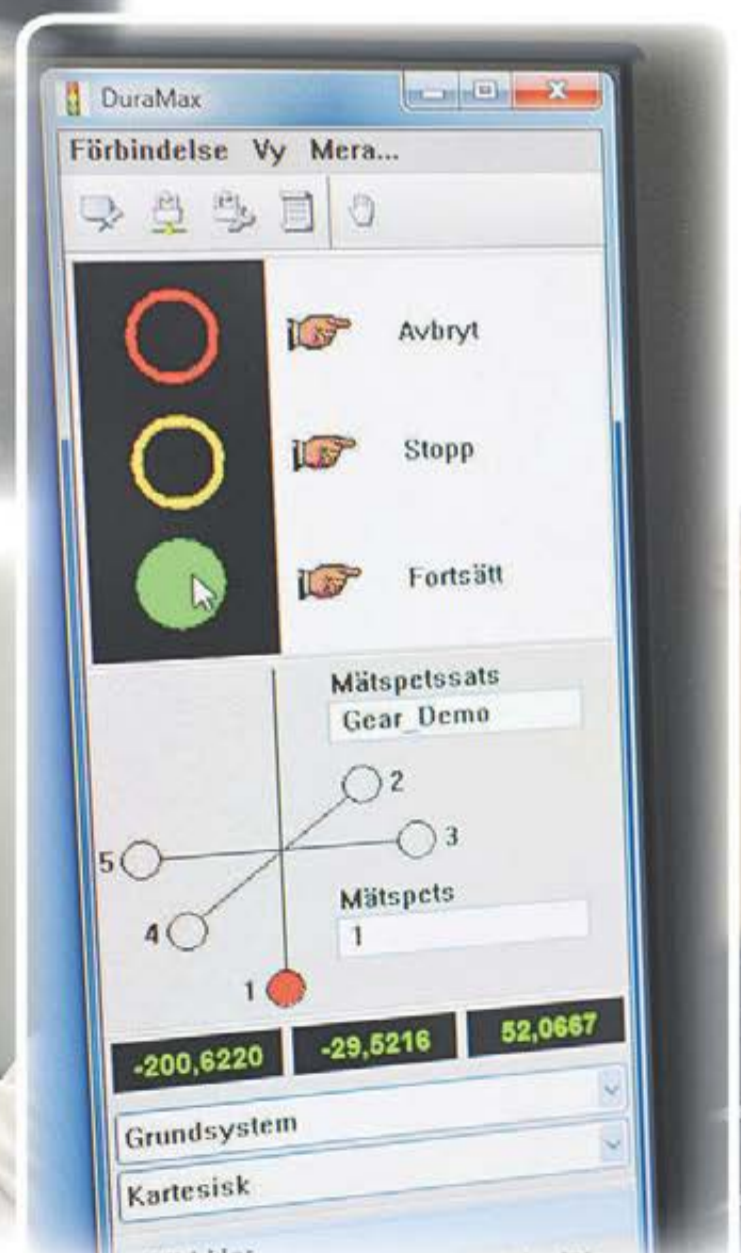 DuraMax
Förbindelse Vy Mera...
Avbryt
Stopp
Fortsätt
Mätspetssats
Gear_Demo
2
3
5
4
Mätspets
1
1
-200,6220 -29,5216 52,0667
Grundsystem
Kartesisk